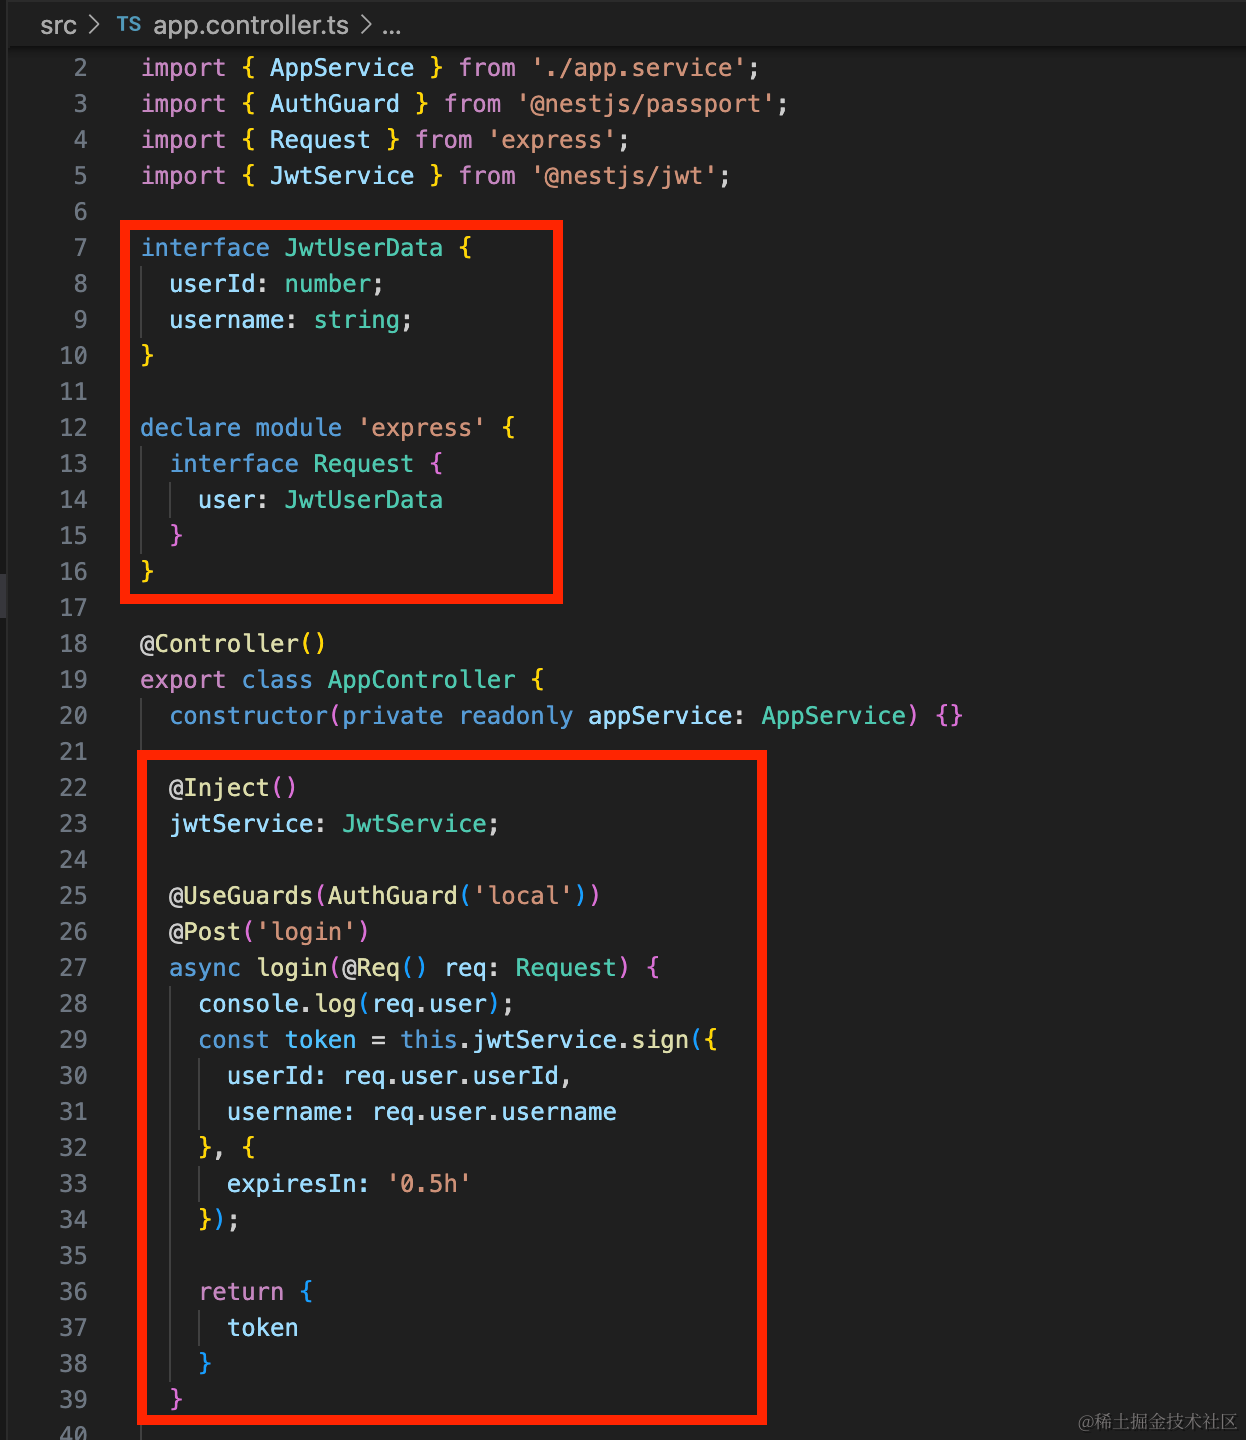 src > TS app.controller.ts > ...
2 import { AppService } from './app.service';
3 import { AuthGuard } from '@nestjs/passport';
4 import { Request } from 'express';
5 import { JwtService } from '@nestjs/jwt';
6
7 interface JwtUserData {
8   userId: number;
9   username: string;
10 }
11
12 declare module 'express' {
13   interface Request {
14     user: JwtUserData
15   }
16 }
17
18 @Controller()
19 export class AppController {
20   constructor(private readonly appService: AppService) {}
21
22   @Inject()
23   jwtService: JwtService;
24
25   @UseGuards(AuthGuard('local'))
26   @Post('login')
27   async login(@Req() req: Request) {
28     console.log(req.user);
29     const token = this.jwtService.sign({
30       userId: req.user.userId,
31       username: req.user.username
32     }, {
33       expiresIn: '0.5h'
34     });
35
36     return {
37       token
38     }
39   }
40
@稀土掘金技术社区